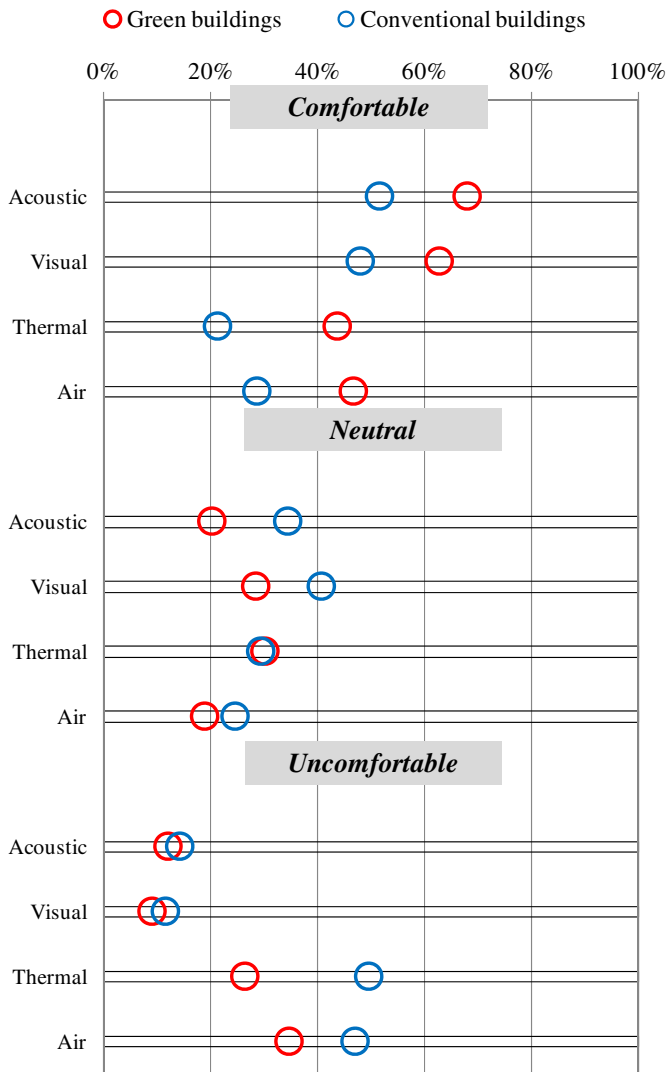 Green buildings Conventional buildings
0% 20% 40% 60% 80% 100%
Comfortable
Acoustic
Visual
Thermal
Air
Neutral
Acoustic
Visual
Thermal
Air
Uncomfortable
Acoustic
Visual
Thermal
Air